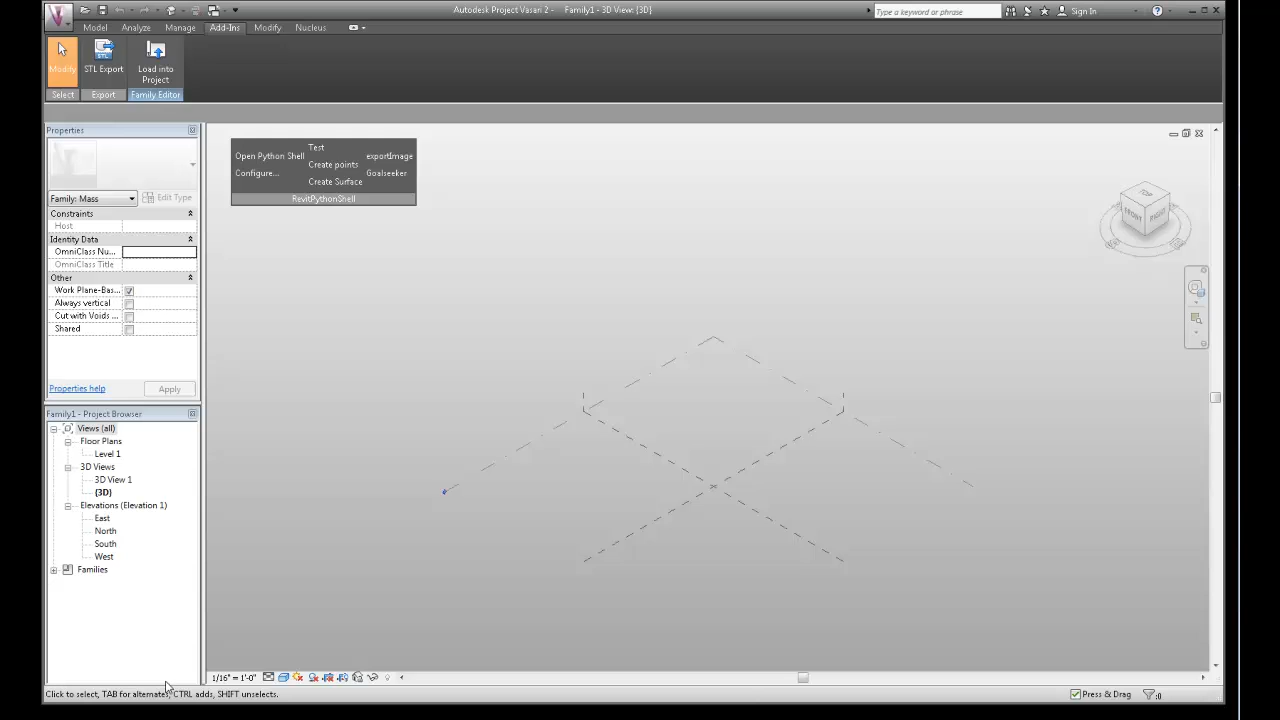 Autodesk Project Vasari 2 - Family1 - 3D View: {3D}
Type a keyword or phrase
Sign In
Model Analyze Manage Add-Ins Modify Nucleus
Modify
STL Export
Load into
Project
Select Export Family Editor
Properties
Family: Mass
Edit Type
Constraints
Host
Identity Data
OmniClass Nu...
OmniClass Title
Other
Work Plane-Bas...
Always vertical
Cut with Voids ...
Shared
Properties help
Apply
Family1 - Project Browser
Views (all)
Floor Plans
Level 1
3D Views
3D View 1
{3D}
Elevations (Elevation 1)
East
North
South
West
Families
Test
Open Python Shell
exportImage
Create points
Configure...
Goalseeker
Create Surface
RevitPythonShell
TOP
FRONT
RIGHT
1/16" = 1'-0"
Click to select, TAB for alternates, CTRL adds, SHIFT unselects.
Press & Drag
:0